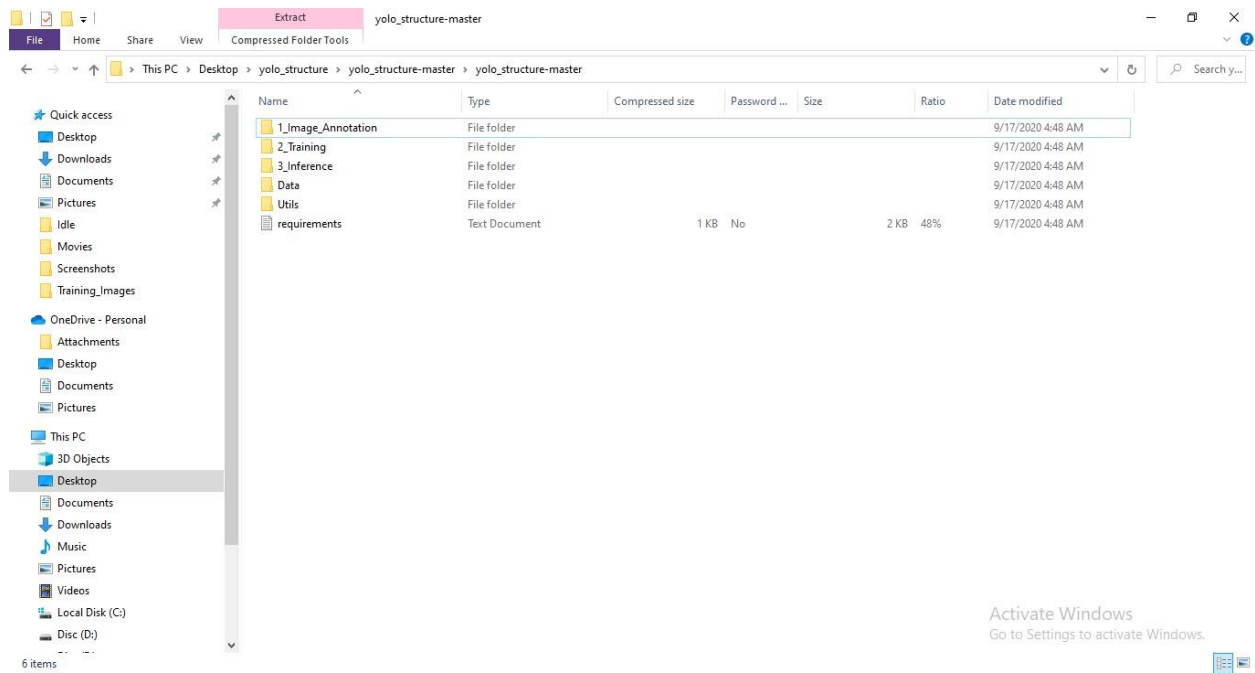 Extract
yolo_structure-master
File Home Share View Compressed Folder Tools
This PC > Desktop > yolo_structure > yolo_structure-master > yolo_structure-master
Search y...
Name Type Compressed size Password ... Size Ratio Date modified
1_Image_Annotation File folder 9/17/2020 4:48 AM
2_Training File folder 9/17/2020 4:48 AM
3_Inference File folder 9/17/2020 4:48 AM
Data File folder 9/17/2020 4:48 AM
Utils File folder 9/17/2020 4:48 AM
requirements Text Document 1 KB No 2 KB 48% 9/17/2020 4:48 AM
Quick access
Desktop
Downloads
Documents
Pictures
Idle
Movies
Screenshots
Training_Images
OneDrive - Personal
Attachments
Desktop
Documents
Pictures
This PC
3D Objects
Desktop
Documents
Downloads
Music
Pictures
Videos
Local Disk (C:)
Disc (D:)
6 items
Activate Windows
Go to Settings to activate Windows.